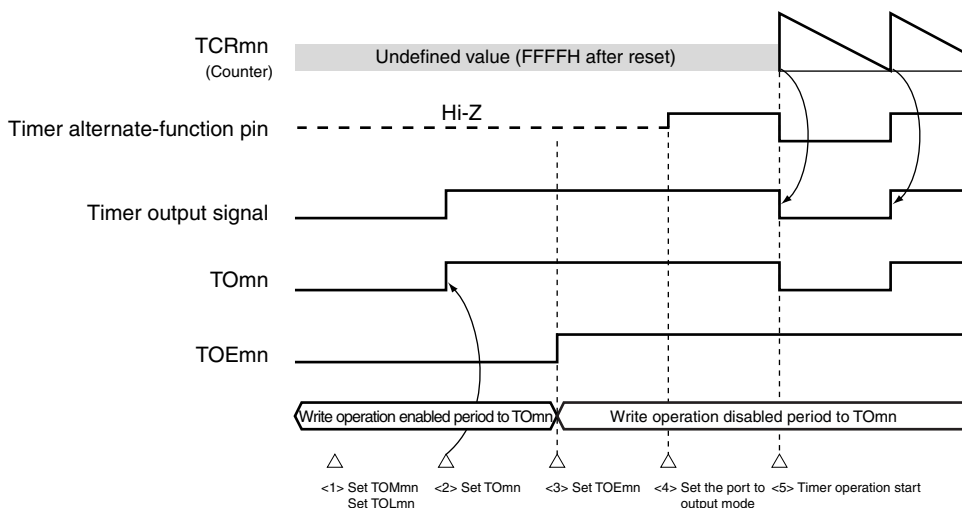 TCRmn
(Counter)
Undefined value (FFFFH after reset)
Hi-Z
Timer alternate-function pin
Timer output signal
TOmn
TOEmn
Write operation enabled period to TOmn
Write operation disabled period to TOmn
<1> Set TOMmn
Set TOLmn
<2> Set TOmn
<3> Set TOEmn
<4> Set the port to
output mode
<5> Timer operation start